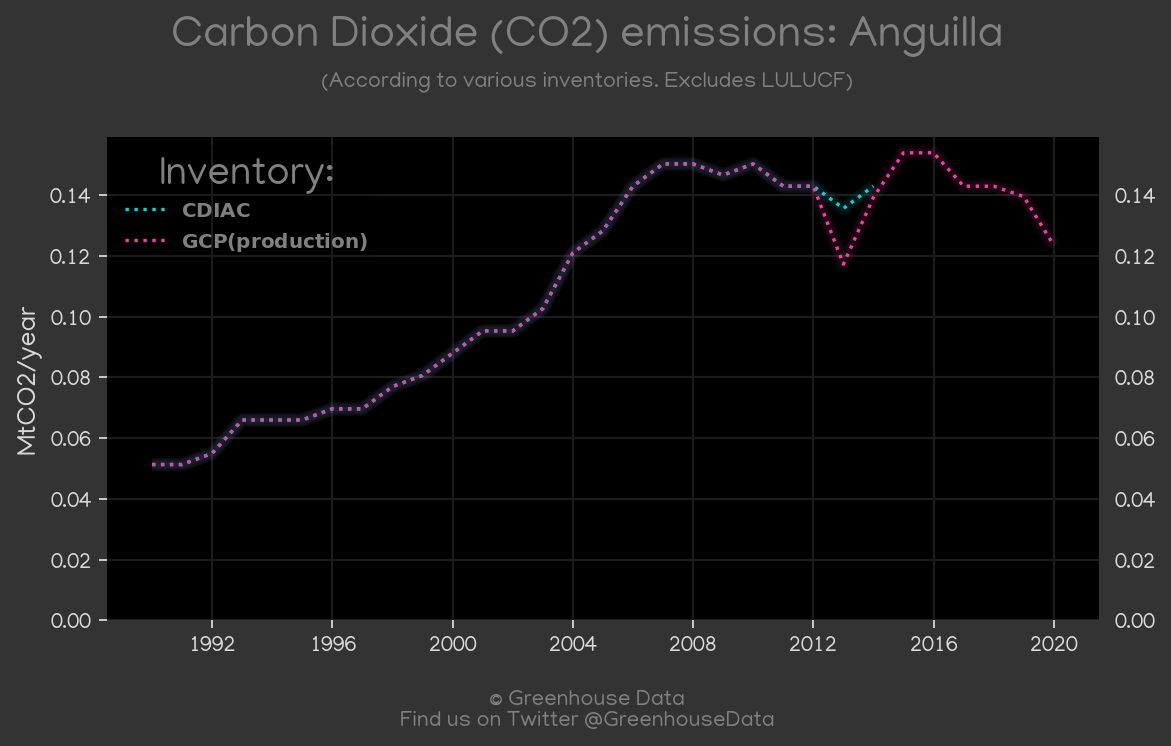 Carbon Dioxide (CO2) emissions: Anguilla
(According to various inventories. Excludes LULUCF)
Inventory:
CDIAC
GCP(production)
MtCO2/year
0.14
0.12
0.10
0.08
0.06
0.04
0.02
0.00
0.14
0.12
0.10
0.08
0.06
0.04
0.02
0.00
1992 1996 2000 2004 2008 2012 2016 2020
© Greenhouse Data
Find us on Twitter @GreenhouseData